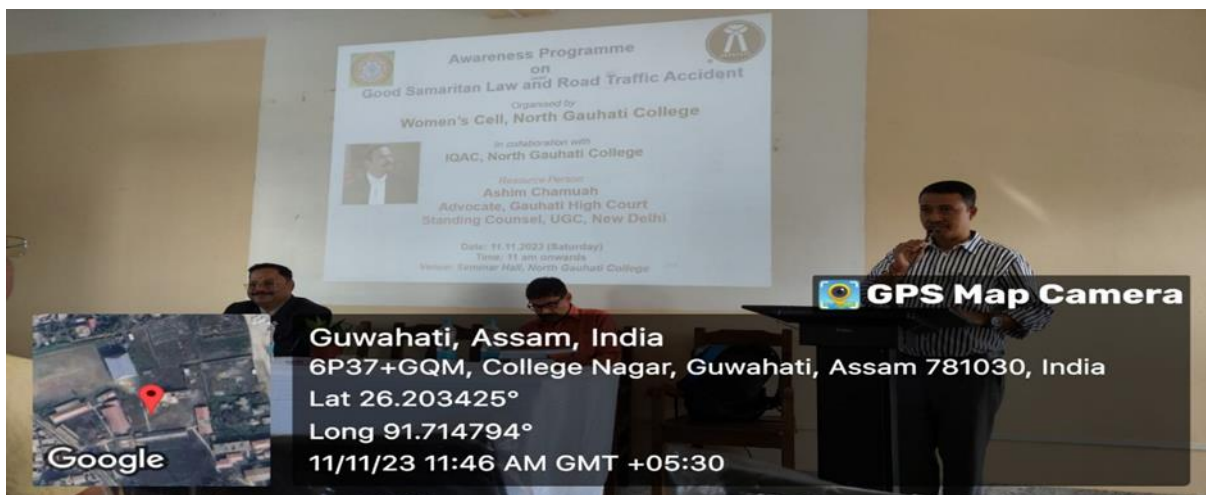 Awareness Programme
on
Good Samaritan Law and Road Traffic Accident
Organised by
Women's Cell, North Gauhati College
In collaboration with
IQAC, North Gauhati College
Resource Person
Ashim Chamuah
Advocate, Gauhati High Court
Standing Counsel, UGC, New Delhi
Date: 11.11.2023 (Saturday)
Time: 11 am onwards
Venue: Seminar Hall, North Gauhati College
GPS Map Camera
Guwahati, Assam, India
6P37+GQM, College Nagar, Guwahati, Assam 781030, India
Lat 26.203425°
Long 91.714794°
11/11/23 11:46 AM GMT +05:30
Google